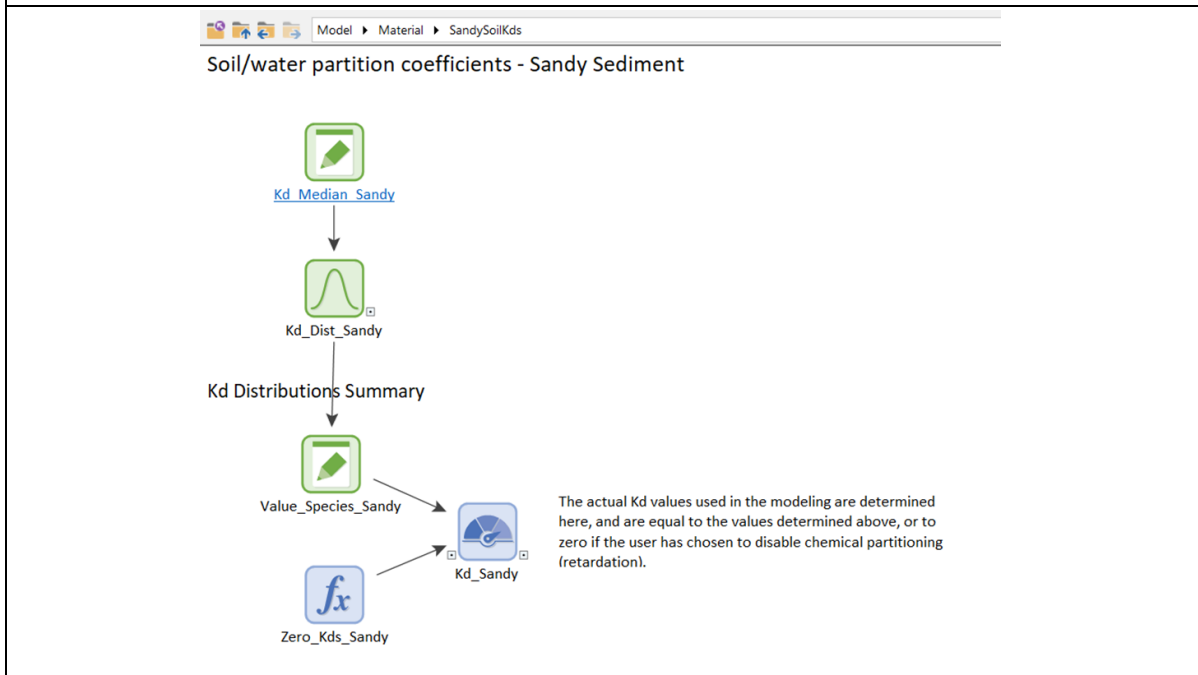 Model ▶ Material ▶ SandySoilKds
Soil/water partition coefficients - Sandy Sediment
Kd_Median_Sandy
Kd_Dist_Sandy
Kd Distributions Summary
Value_Species_Sandy
The actual Kd values used in the modeling are determined
here, and are equal to the values determined above, or to
zero if the user has chosen to disable chemical partitioning
(retardation).
Kd_Sandy
fx
Zero_Kds_Sandy